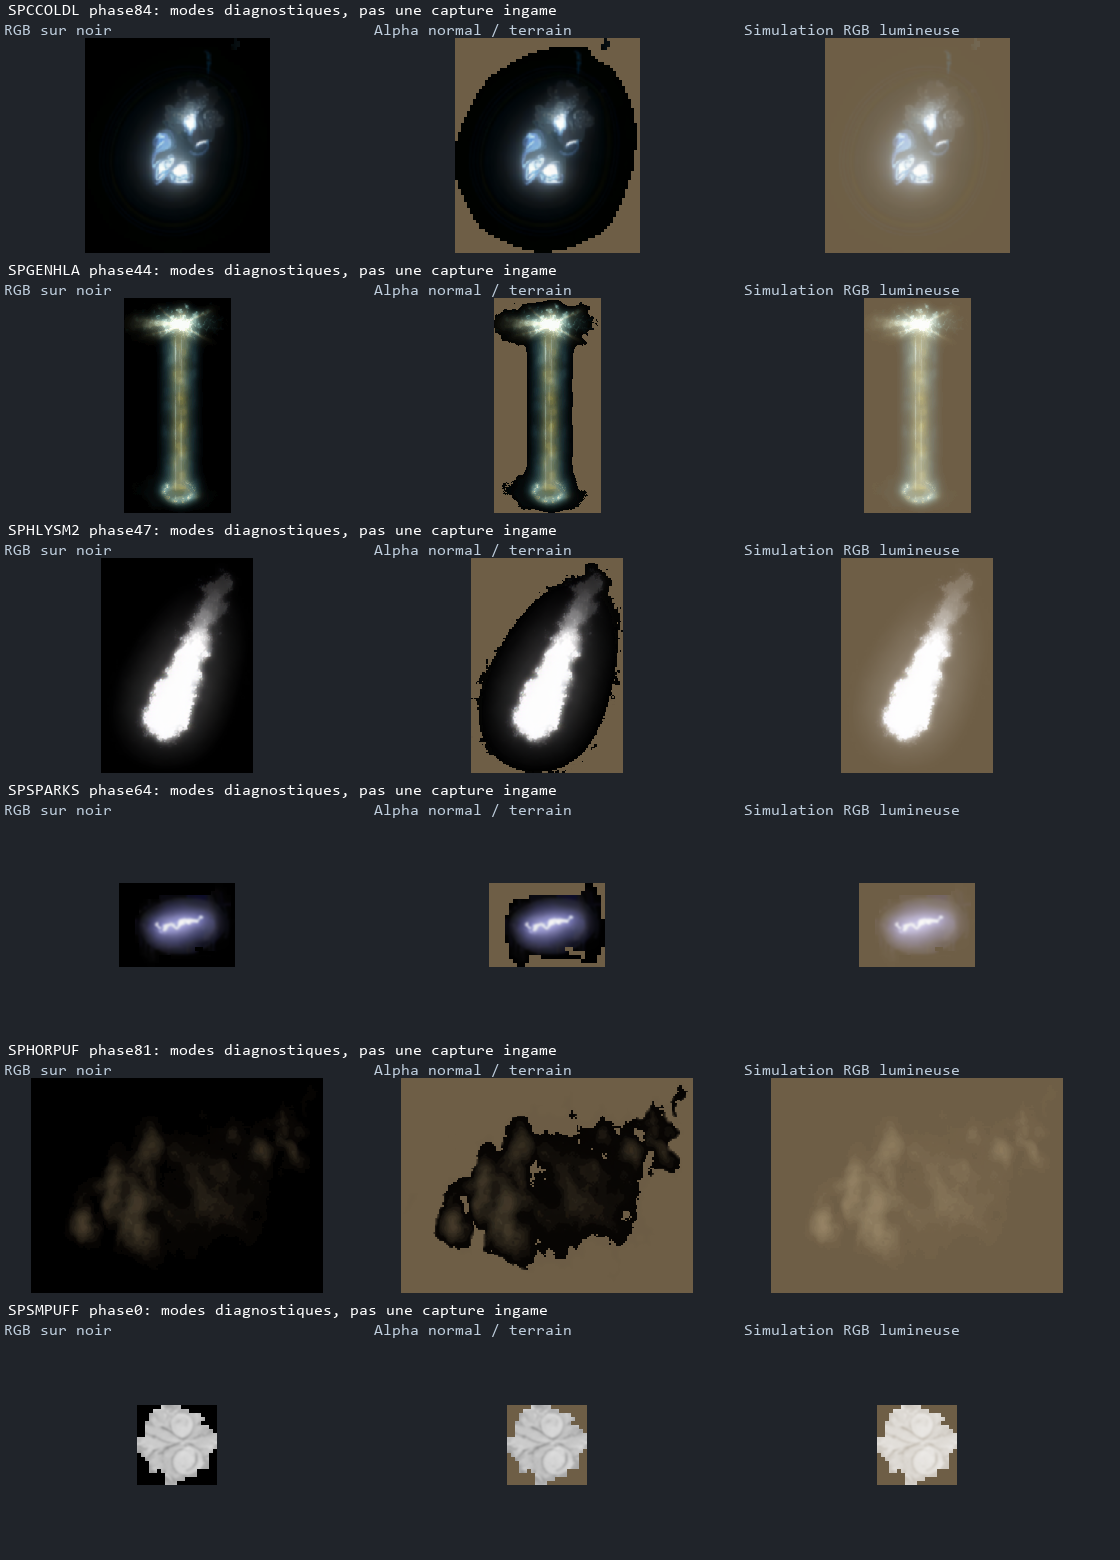 SPCCOLDL phase84: modes diagnostiques, pas une capture ingame
RGB sur noir Alpha normal / terrain Simulation RGB lumineuse
SPGENHLA phase44: modes diagnostiques, pas une capture ingame
RGB sur noir Alpha normal / terrain Simulation RGB lumineuse
SPHLYSM2 phase47: modes diagnostiques, pas une capture ingame
RGB sur noir Alpha normal / terrain Simulation RGB lumineuse
SPSPARKS phase64: modes diagnostiques, pas une capture ingame
RGB sur noir Alpha normal / terrain Simulation RGB lumineuse
SPHORPUF phase81: modes diagnostiques, pas une capture ingame
RGB sur noir Alpha normal / terrain Simulation RGB lumineuse
SPSMPUFF phase0: modes diagnostiques, pas une capture ingame
RGB sur noir Alpha normal / terrain Simulation RGB lumineuse